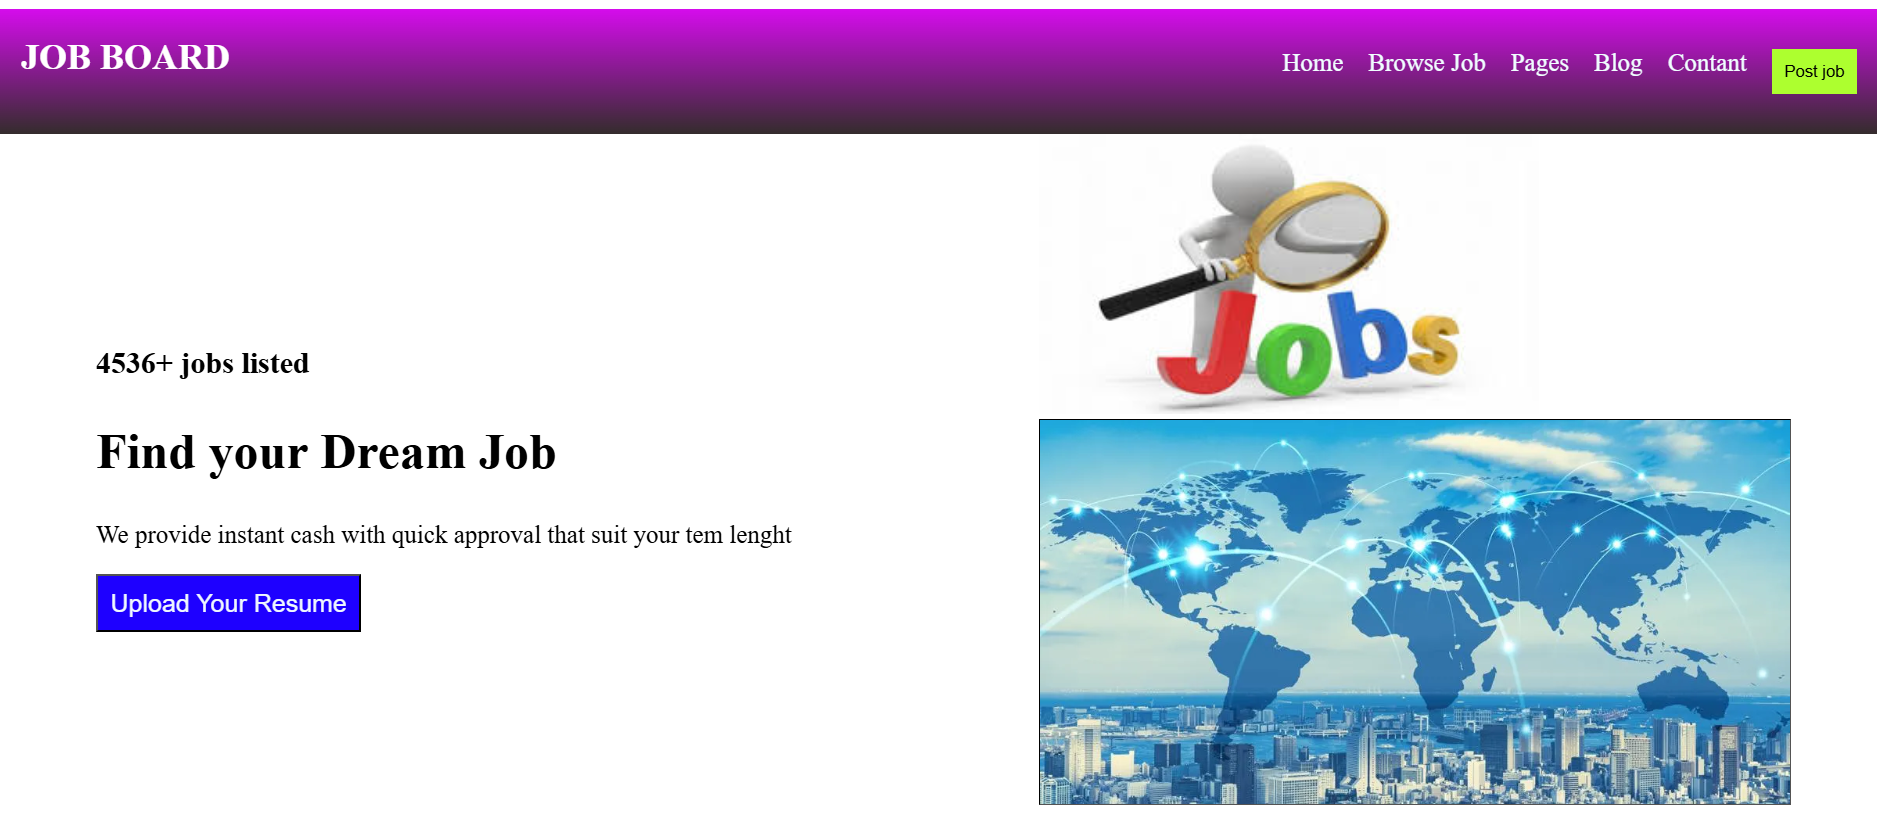 JOB BOARD
Home Browse Job Pages Blog Contant Post job
Jobs
4536+ jobs listed
Find your Dream Job
We provide instant cash with quick approval that suit your tem lenght
Upload Your Resume